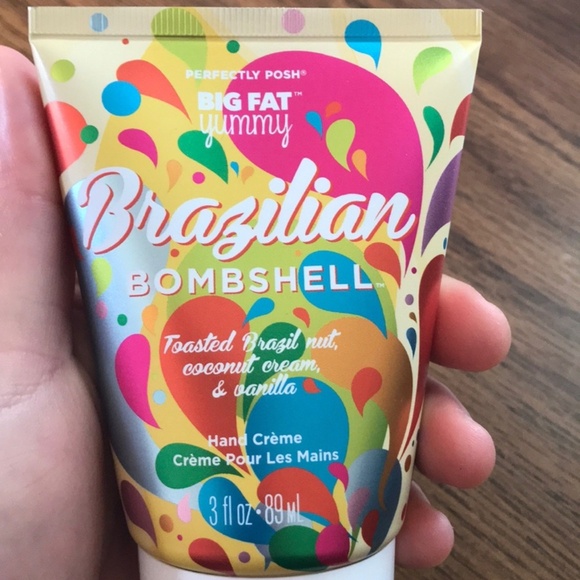 PERFECTLY POSH®
BIG FAT™
yummy
Brazilian
BOMBSHELL™
Toasted Brazil nut,
coconut cream,
& vanilla
Hand Crème
Crème Pour Les Mains
3 fl oz • 89 mL